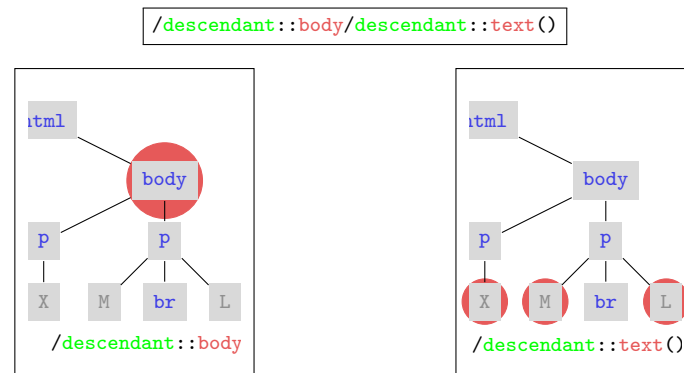 /descendant::body/descendant::text()
html
body
p p
X M br L
/descendant::body
html
body
p p
X M br L
/descendant::text()